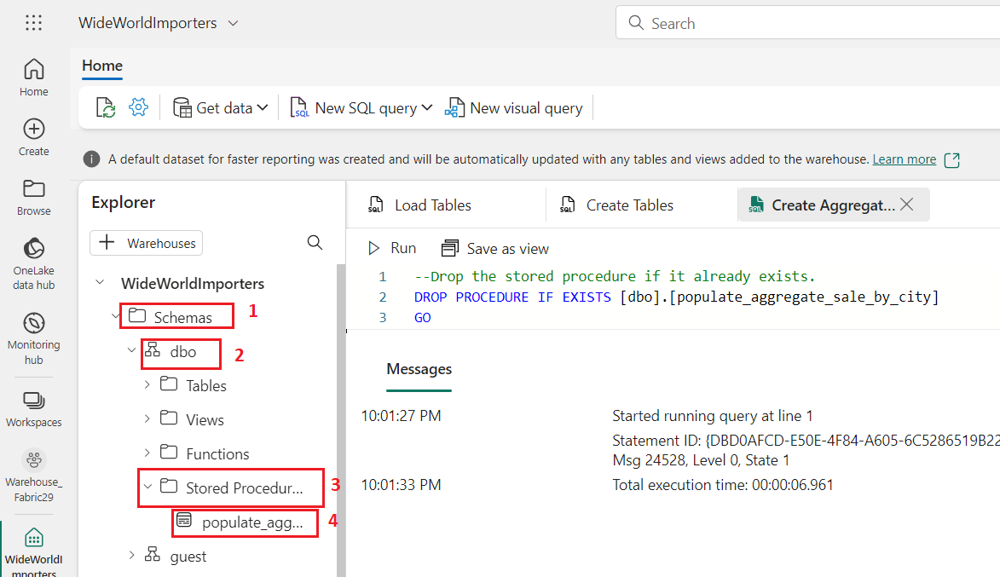 WideWorldImporters
Search
Home
Home
Get data
New SQL query
New visual query
Create
A default dataset for faster reporting was created and will be automatically updated with any tables and views added to the warehouse. Learn more
Browse
OneLake
data hub
Monitoring
hub
Workspaces
Warehouse_
Fabric29
WideWorldI
mporters
Explorer
Warehouses
WideWorldImporters
Schemas 1
dbo 2
Tables
Views
Functions
Stored Procedur... 3
populate_agg... 4
guest
SQL Load Tables
SQL Create Tables
SQL Create Aggregat...
Run
Save as view
1 --Drop the stored procedure if it already exists.
2 DROP PROCEDURE IF EXISTS [dbo].[populate_aggregate_sale_by_city]
3 GO
Messages
10:01:27 PM Started running query at line 1
Statement ID: {DBD0AFCD-E50E-4F84-A605-6C5286519B22
Msg 24528, Level 0, State 1
10:01:33 PM Total execution time: 00:00:06.961